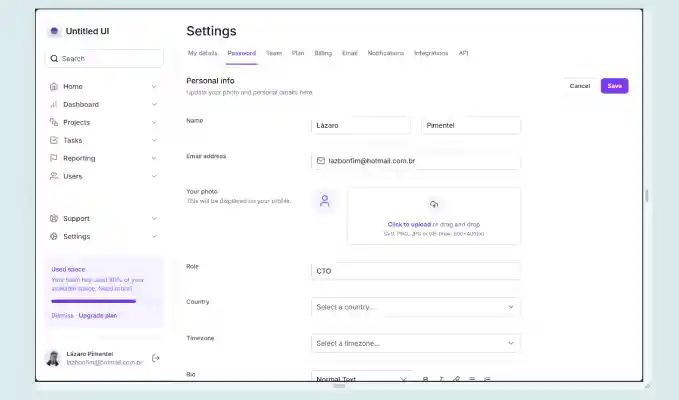 Untitled UI
Search
Home
Dashboard
Projects
Tasks
Reporting
Users
Support
Settings
Used space
Your team has used 80% of your
available space. Need more?
Dismiss Upgrade plan
Lázaro Pimentel
lazbonfim@hotmail.com.br
Settings
My details Password Team Plan Billing Email Notifications Integrations API
Personal info
Update your photo and personal details here.
Cancel Save
Name
Lázaro Pimentel
Email address
lazbonfim@hotmail.com.br
Your photo
This will be displayed on your profile.
Click to upload or drag and drop
SVG, PNG, JPG or GIF (max. 800x400px)
Role
CTO
Country
Select a country...
Timezone
Select a timezone...
Bio
Normal Text